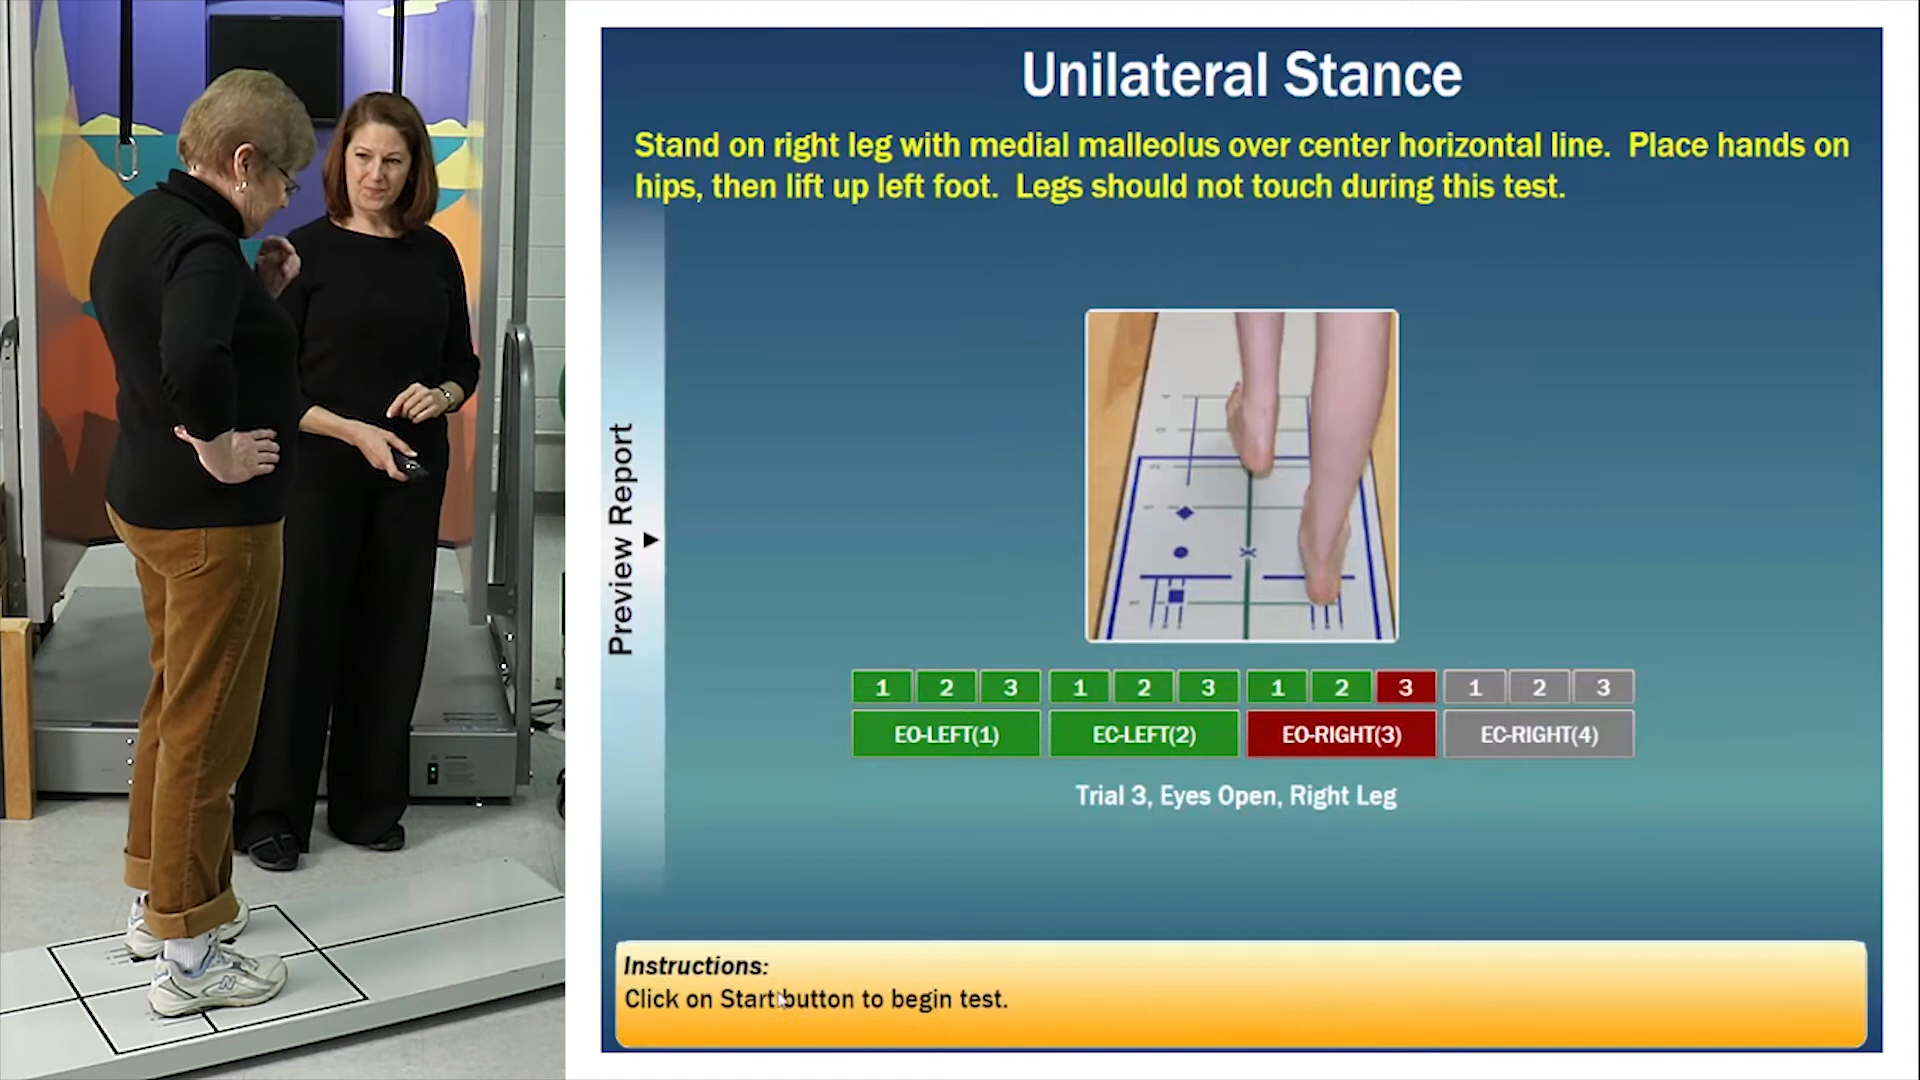 Unilateral Stance
Stand on right leg with medial malleolus over center horizontal line. Place hands on
hips, then lift up left foot. Legs should not touch during this test.
Preview Report
1 2 3 1 2 3 1 2 3 1 2 3
EO-LEFT(1) EC-LEFT(2) EO-RIGHT(3) EC-RIGHT(4)
Trial 3, Eyes Open, Right Leg
Instructions:
Click on Start button to begin test.
N